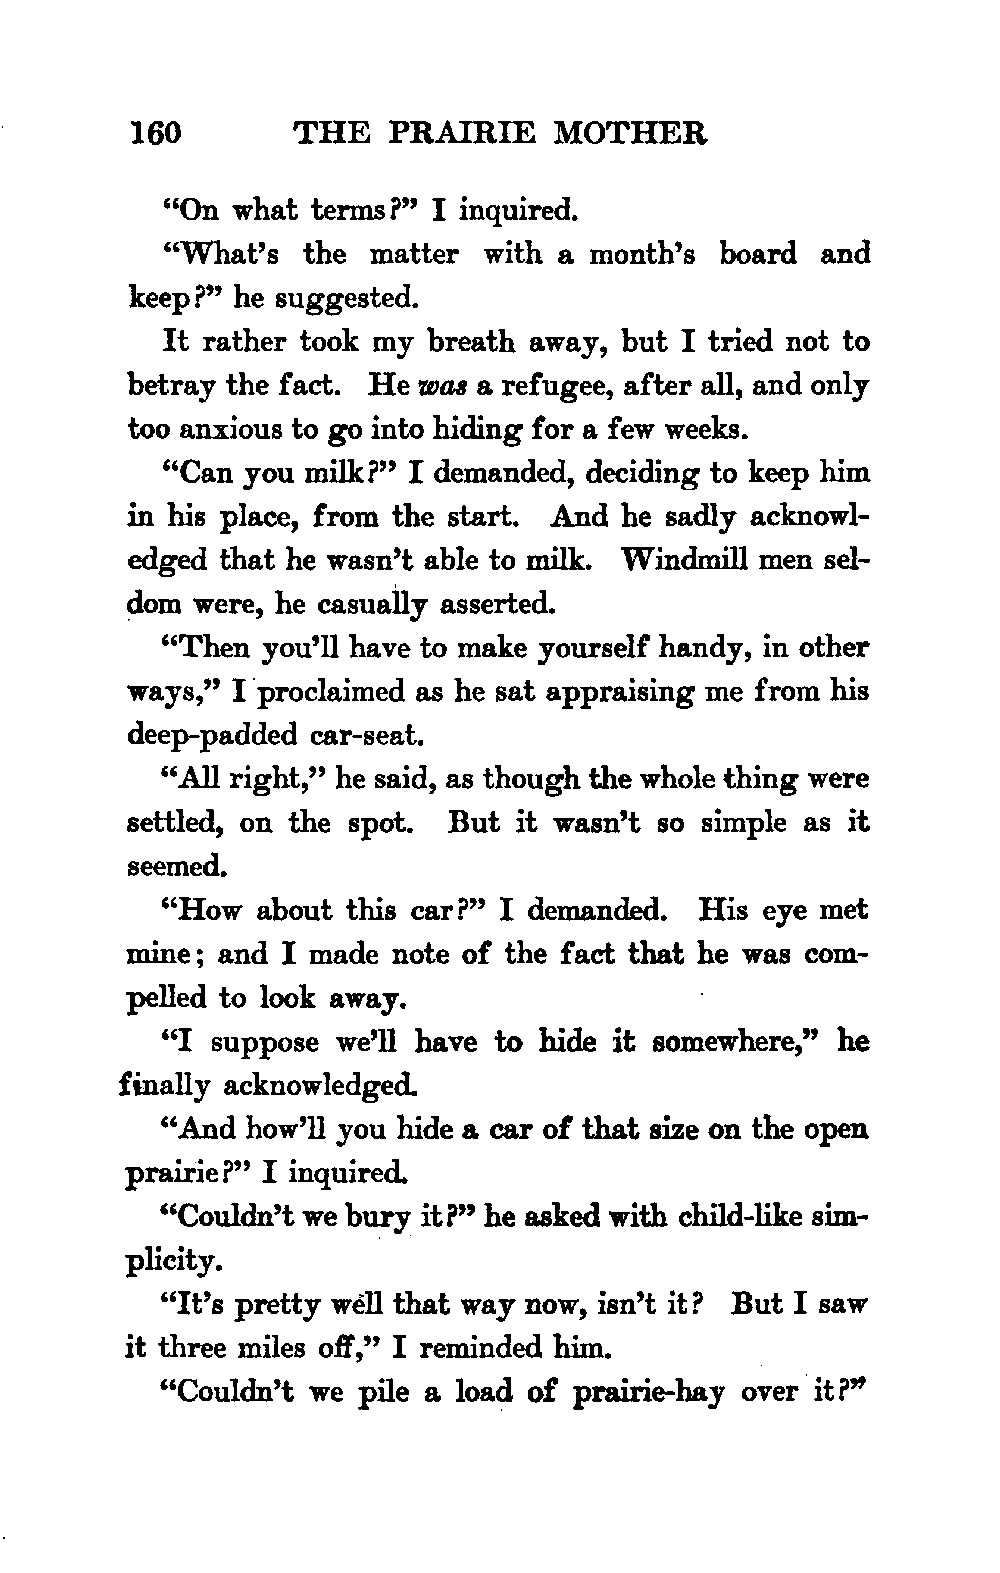 160 THE PRAIRIE MOTHER
“On what terms?” I inquired.
“What’s the matter with a month’s board and
keep?” he suggested.
It rather took my breath away, but I tried not to
betray the fact. He was a refugee, after all, and only
too anxious to go into hiding for a few weeks.
“Can you milk?” I demanded, deciding to keep him
in his place, from the start. And he sadly acknowl-
edged that he wasn’t able to milk. Windmill men sel-
dom were, he casually asserted.
“Then you’ll have to make yourself handy, in other
ways,” I proclaimed as he sat appraising me from his
deep-padded car-seat.
“All right,” he said, as though the whole thing were
settled, on the spot. But it wasn’t so simple as it
seemed.
“How about this car?” I demanded. His eye met
mine; and I made note of the fact that he was com-
pelled to look away.
“I suppose we’ll have to hide it somewhere,” he
finally acknowledged.
“And how’ll you hide a car of that size on the open
prairie?” I inquired.
“Couldn’t we bury it?” he asked with child-like sim-
plicity.
“It’s pretty well that way now, isn’t it? But I saw
it three miles off,” I reminded him.
“Couldn’t we pile a load of prairie-hay over it?”